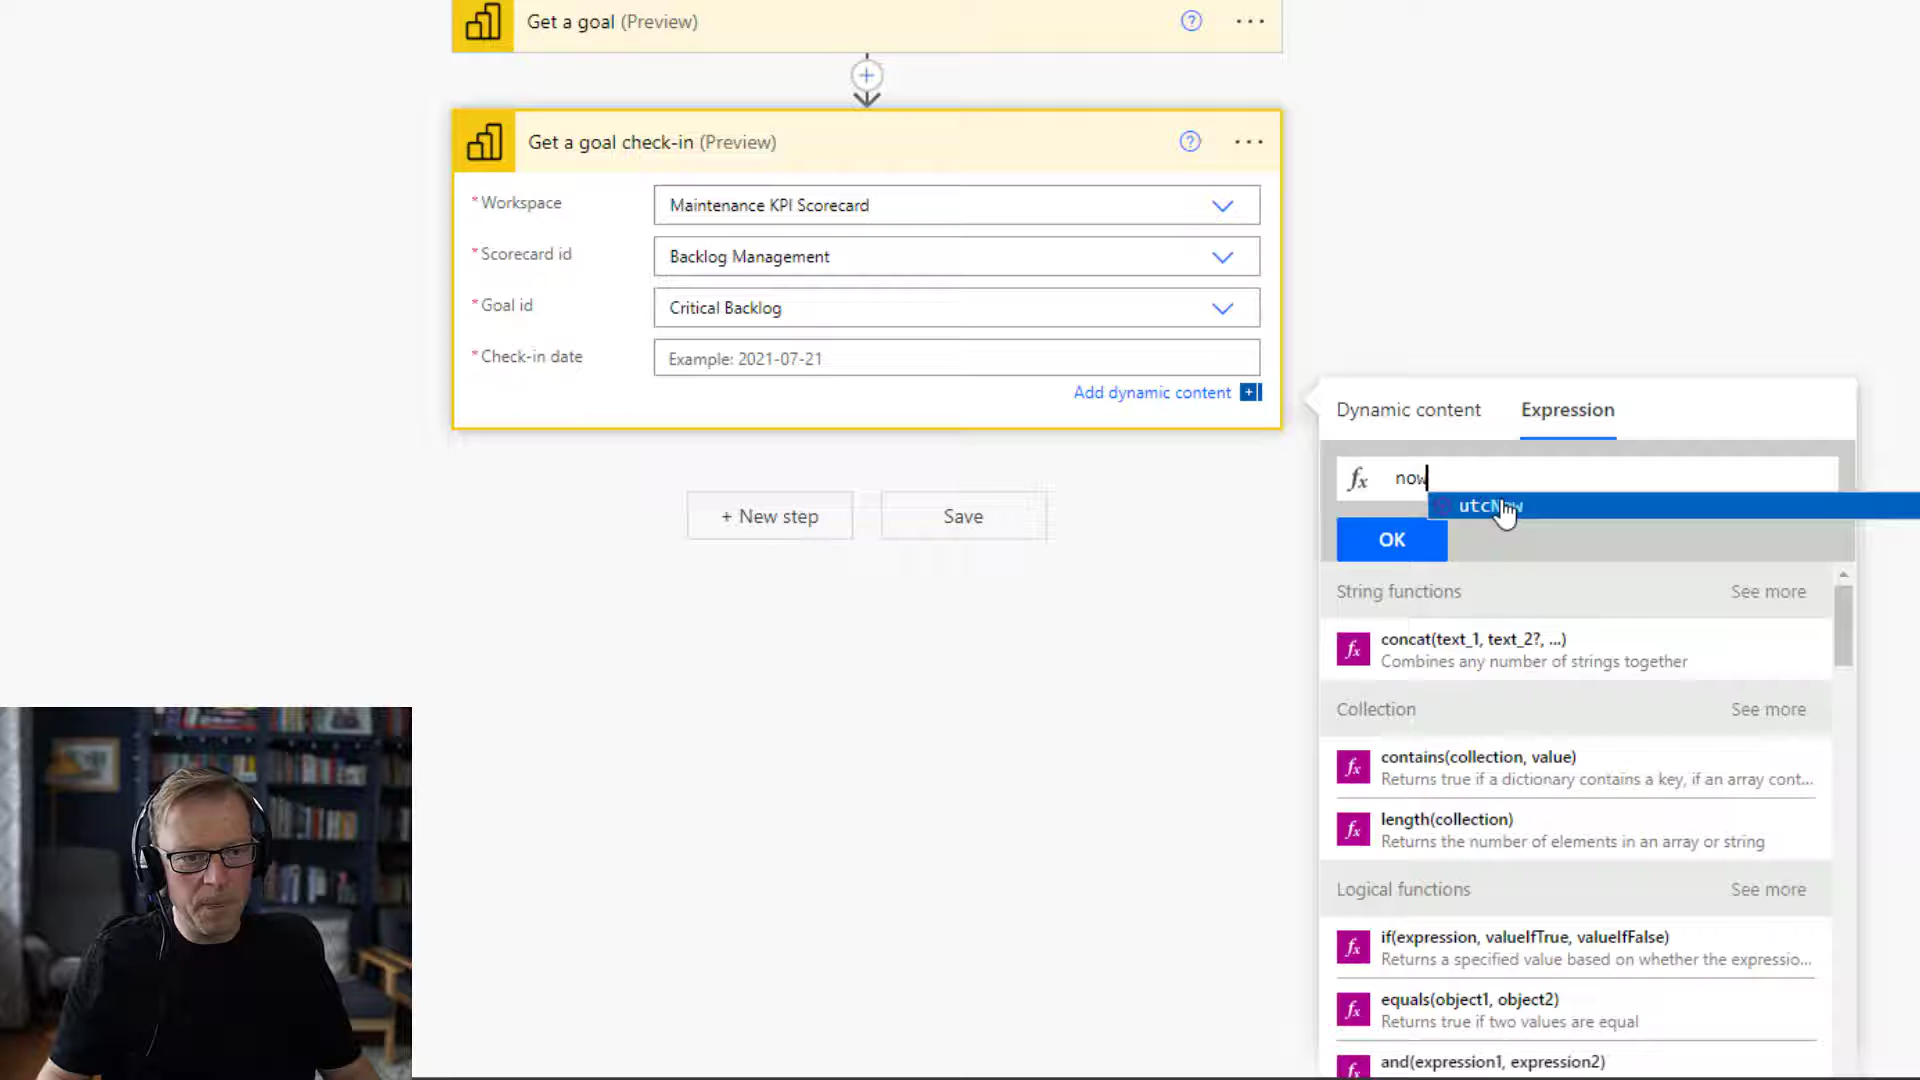 Get a goal (Preview)
Get a goal check-in (Preview)
* Workspace
Maintenance KPI Scorecard
* Scorecard id
Backlog Management
* Goal id
Critical Backlog
* Check-in date
Example: 2021-07-21
Add dynamic content
+ New step
Save
Dynamic content
Expression
fx now
utcNow
OK
String functions
See more
concat(text_1, text_2?, ...)
Combines any number of strings together
Collection
See more
contains(collection, value)
Returns true if a dictionary contains a key, if an array cont...
length(collection)
Returns the number of elements in an array or string
Logical functions
See more
if(expression, valueIfTrue, valueIfFalse)
Returns a specified value based on whether the expressio...
equals(object1, object2)
Returns true if two values are equal
and(expression1, expression2)